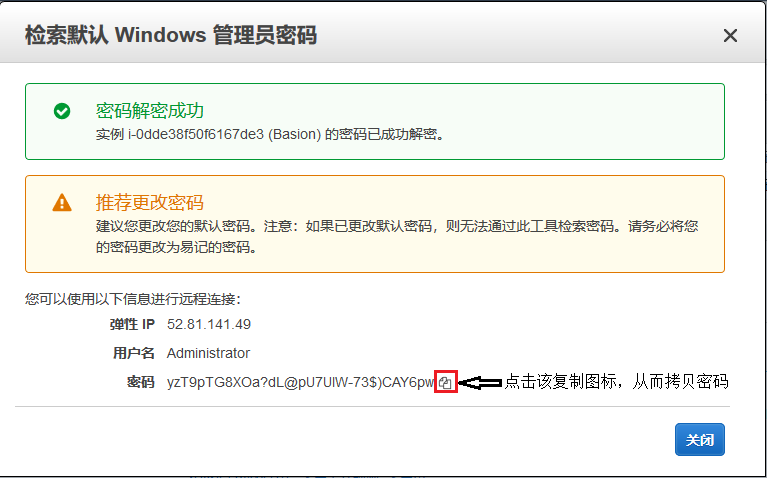 检索默认 Windows 管理员密码
密码解密成功
实例 i-0dde38f50f6167de3 (Basion) 的密码已成功解密。
推荐更改密码
建议您更改您的默认密码。注意：如果已更改默认密码，则无法通过此工具检索密码。请务必将您
的密码更改为易记的密码。
您可以使用以下信息进行远程连接：
弹性 IP 52.81.141.49
用户名 Administrator
密码 yzT9pTG8XOa?dL@pU7UlW-73$)CAY6pw 点击该复制图标，从而拷贝密码
关闭